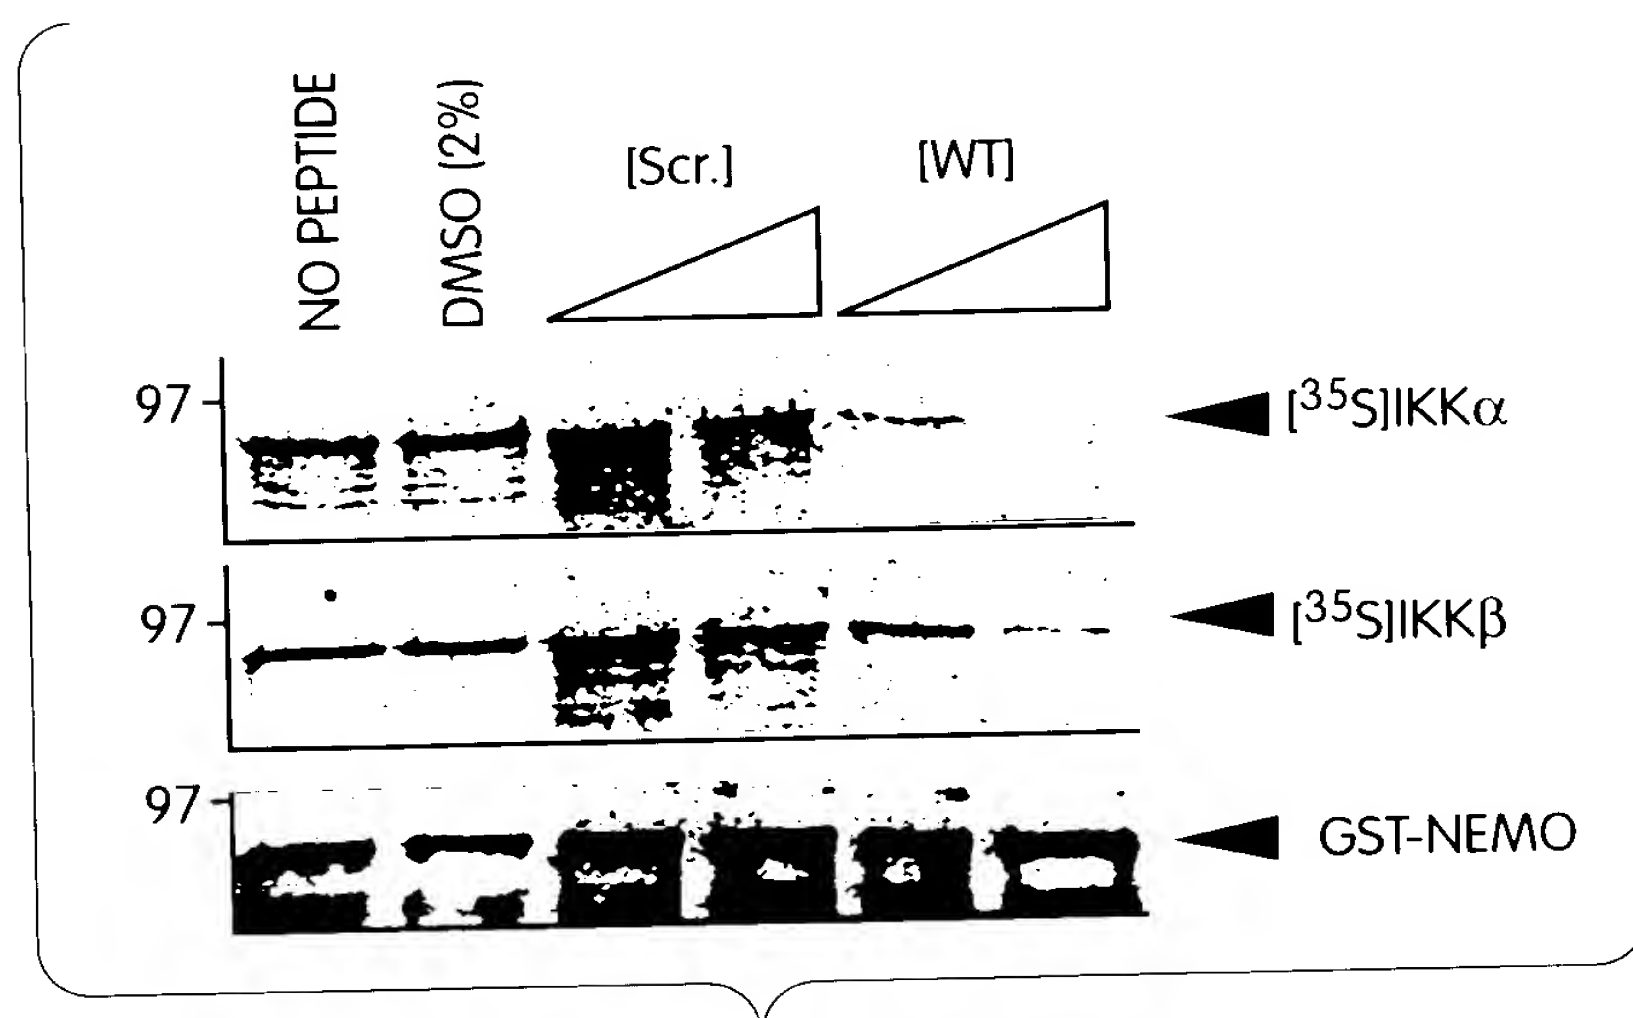 NO PEPTIDE
DMSO (2%)
[Scr.]
[WT]
97
[³⁵S]IKKα
97
[³⁵S]IKKβ
97
GST-NEMO